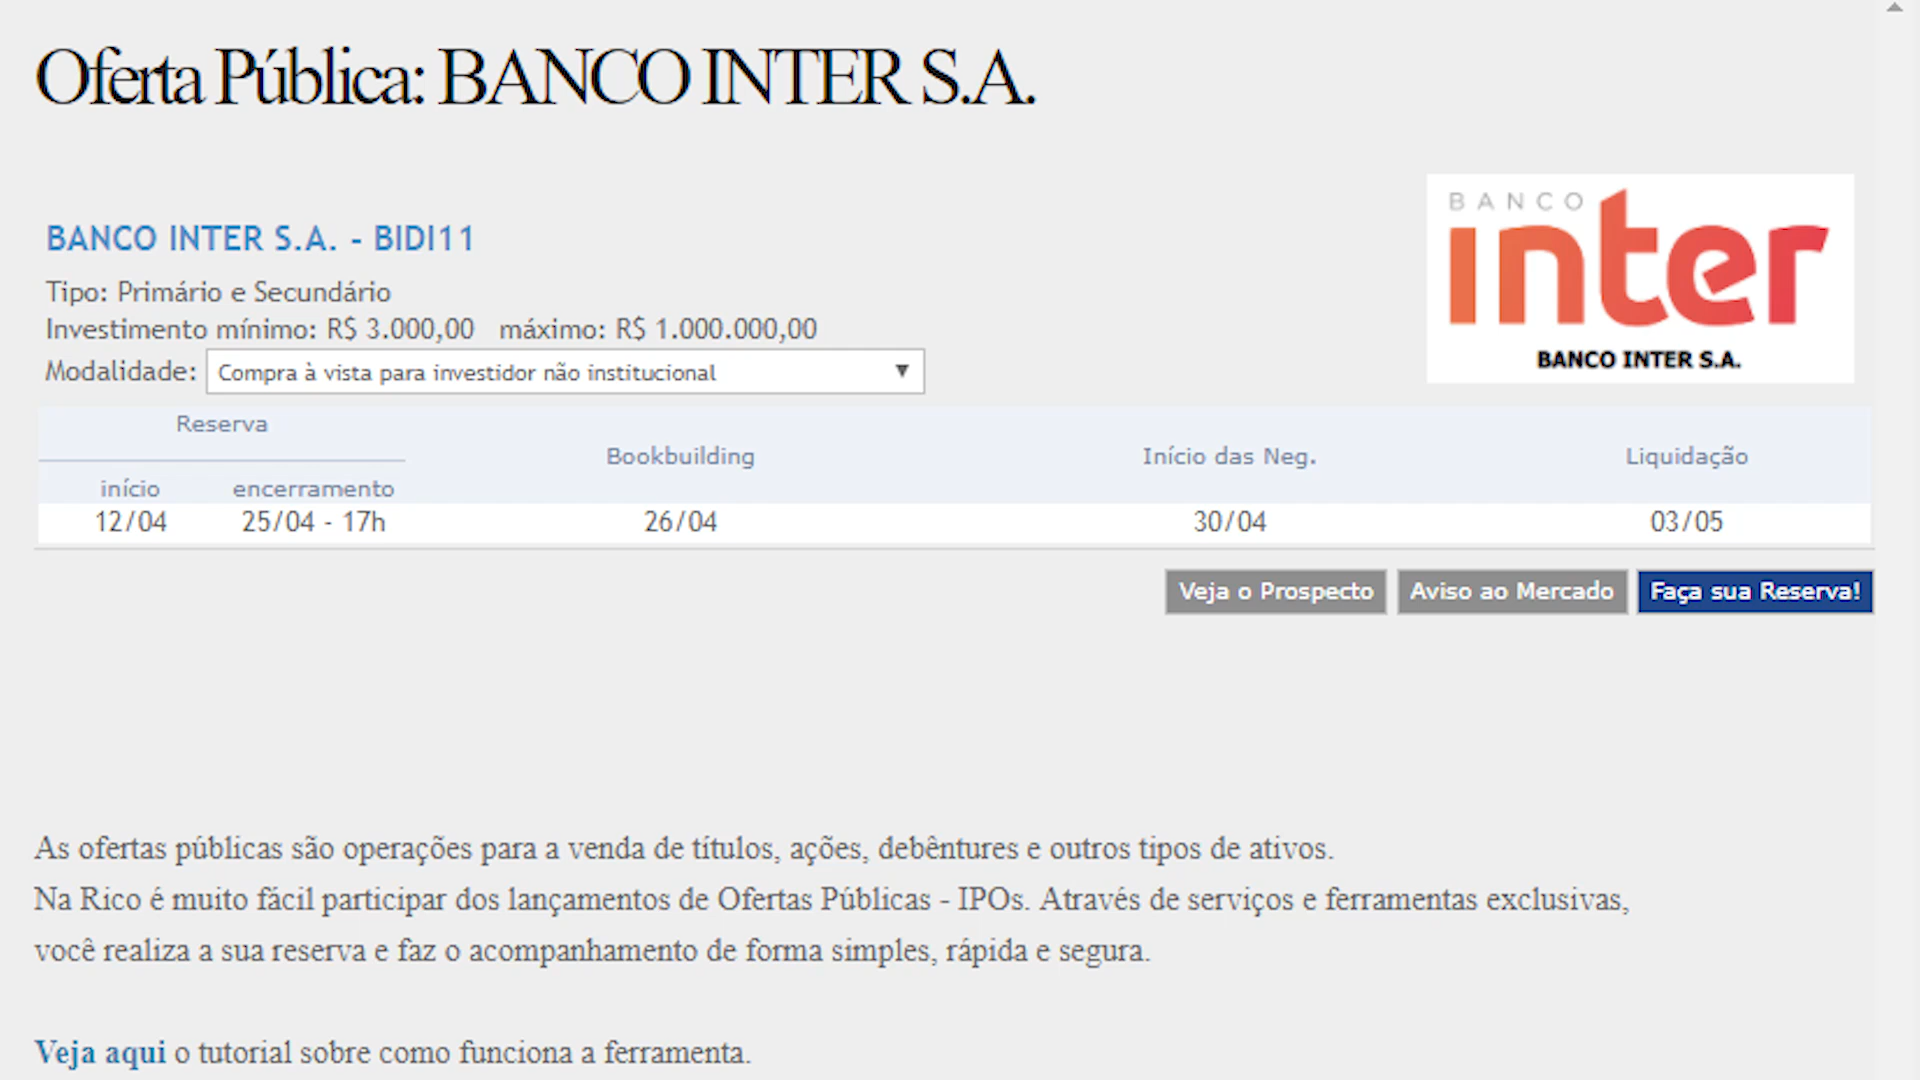 Oferta Pública: BANCO INTER S.A.
BANCO INTER S.A. - BIDI11
Tipo: Primário e Secundário
Investimento mínimo: R$ 3.000,00 máximo: R$ 1.000.000,00
Modalidade: Compra à vista para investidor não institucional
BANCO
inter
BANCO INTER S.A.
Reserva
Bookbuilding Início das Neg. Liquidação
início encerramento
12/04 25/04 - 17h 26/04 30/04 03/05
Veja o Prospecto Aviso ao Mercado Faça sua Reserva!
As ofertas públicas são operações para a venda de títulos, ações, debêntures e outros tipos de ativos.
Na Rico é muito fácil participar dos lançamentos de Ofertas Públicas - IPOs. Através de serviços e ferramentas exclusivas,
você realiza a sua reserva e faz o acompanhamento de forma simples, rápida e segura.
Veja aqui o tutorial sobre como funciona a ferramenta.